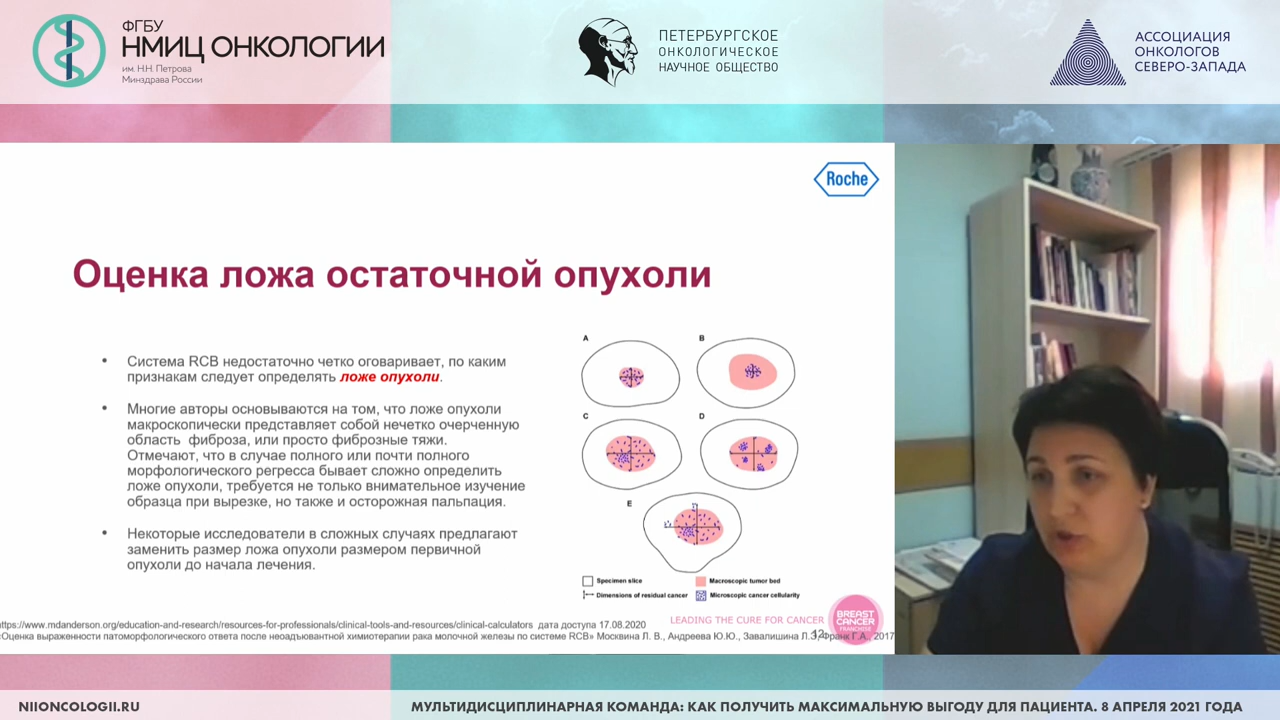 ФГБУ
НМИЦ ОНКОЛОГИИ
им. Н.Н. Петрова
Минздрава России
ПЕТЕРБУРГСКОЕ
ОНКОЛОГИЧЕСКОЕ
НАУЧНОЕ ОБЩЕСТВО
АССОЦИАЦИЯ
ОНКОЛОГОВ
СЕВЕРО-ЗАПАДА
Roche
Оценка ложа остаточной опухоли
• Система RCB недостаточно четко оговаривает, по каким
признакам следует определять ложе опухоли.
• Многие авторы основываются на том, что ложе опухоли
макроскопически представляет собой нечетко очерченную
область фиброза, или просто фиброзные тяжи.
Отмечают, что в случае полного или почти полного
морфологического регресса бывает сложно определить
ложе опухоли, требуется не только внимательное изучение
образца при вырезке, но также и осторожная пальпация.
• Некоторые исследователи в сложных случаях предлагают
заменить размер ложа опухоли размером первичной
опухоли до начала лечения.
A
B
C
D
E
Specimen slice
Macroscopic tumor bed
Dimensions of residual cancer
Microscopic cancer cellularity
LEADING THE CURE FOR CANCER
BREAST
CANCER
FRANCHISE
12
https://www.mdanderson.org/education-and-research/resources-for-professionals/clinical-tools-and-resources/clinical-calculators дата доступа 17.08.2020
«Оценка выраженности патоморфологического ответа после неоадъювантной химиотерапии рака молочной железы по системе RCB» Москвина Л. В., Андреева Ю.Ю., Завалишина Л.Э., Франк Г.А., 2017
NIIONCOLOGII.RU
МУЛЬТИДИСЦИПЛИНАРНАЯ КОМАНДА: КАК ПОЛУЧИТЬ МАКСИМАЛЬНУЮ ВЫГОДУ ДЛЯ ПАЦИЕНТА. 8 АПРЕЛЯ 2021 ГОДА